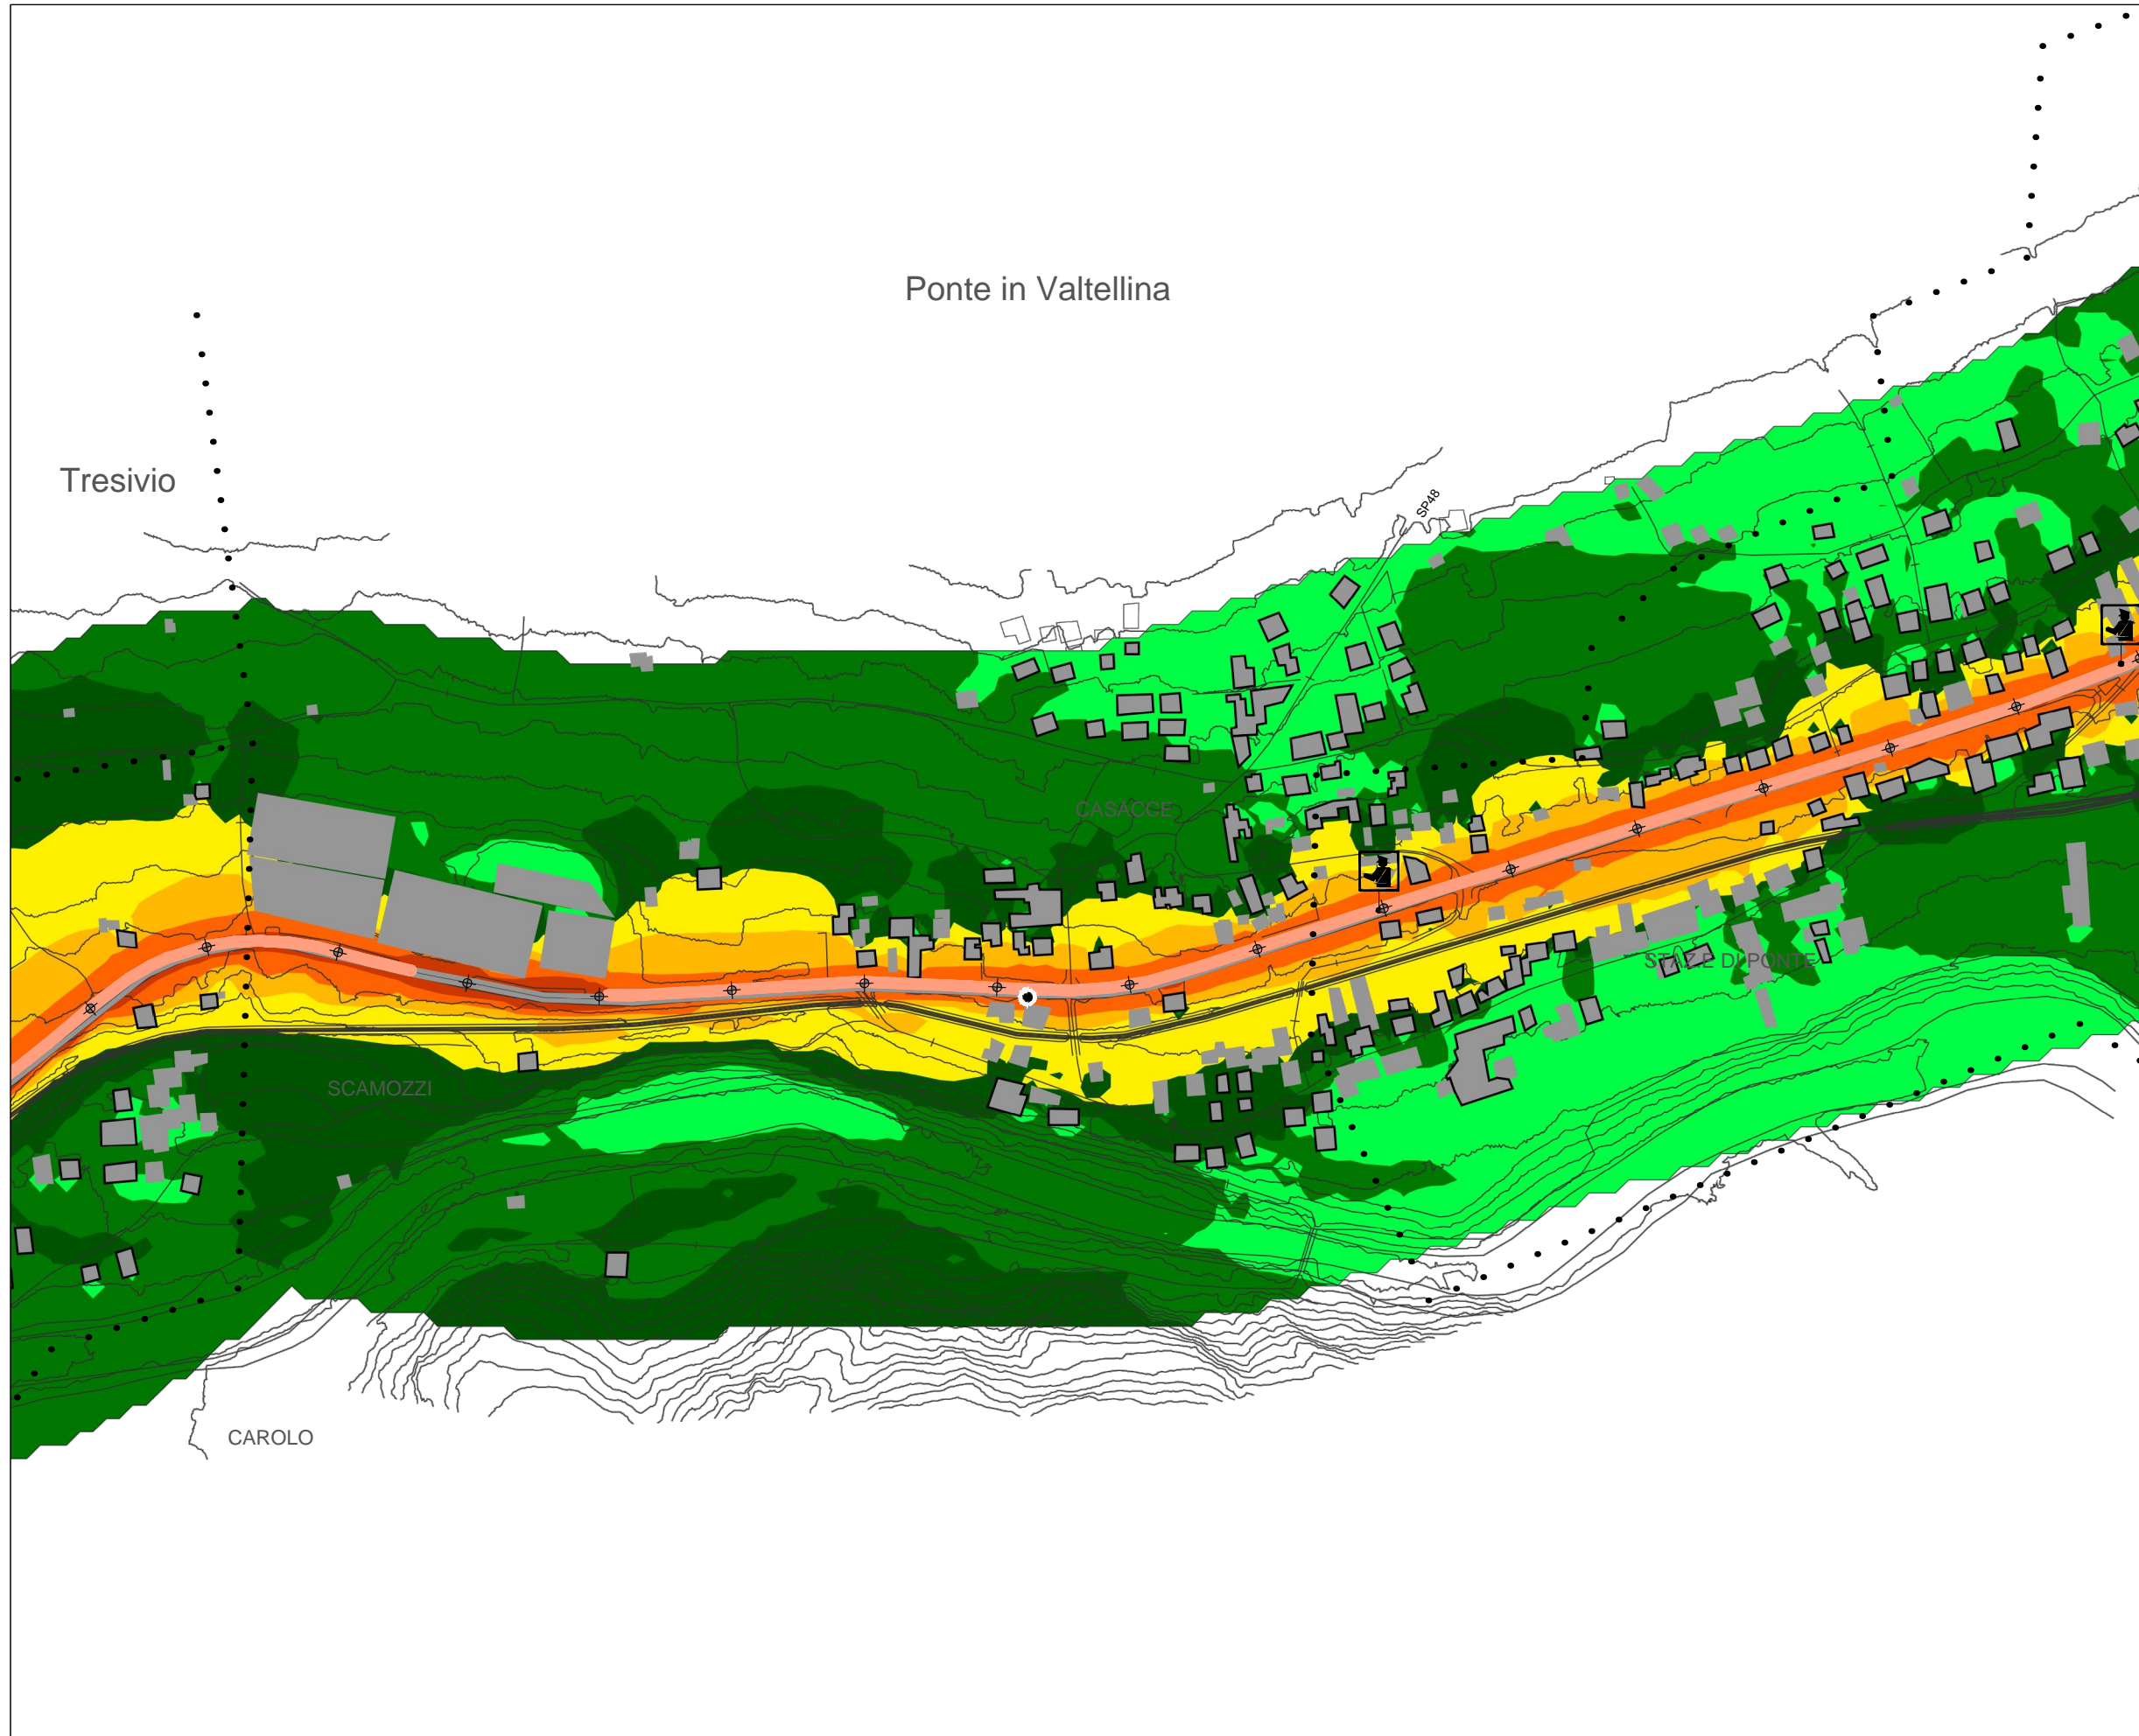 Ponte in Valtellina
Tresivio
SP48
CASACCE
STAZ.E DI PONTE
SCAMOZZI
CAROLO